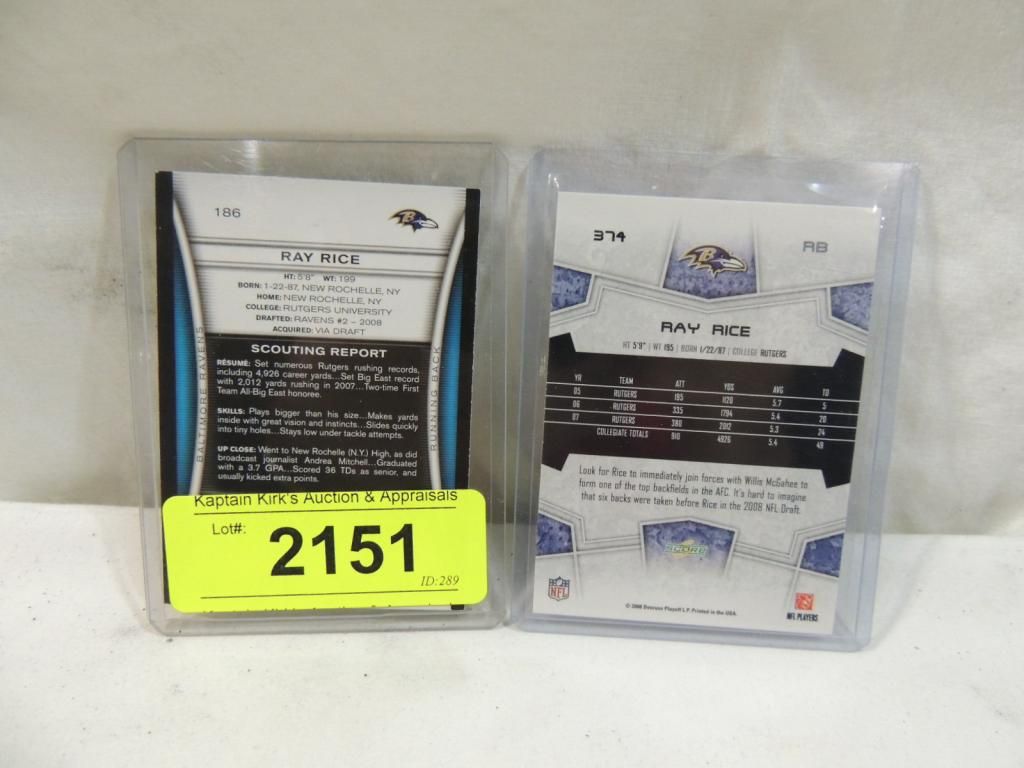 186
RAY RICE
HT: 5'8" WT: 199
BORN: 1-22-87, NEW ROCHELLE, NY
HOME: NEW ROCHELLE, NY
COLLEGE: RUTGERS UNIVERSITY
DRAFTED: RAVENS #2 – 2008
ACQUIRED: VIA DRAFT
BALTIMORE RAVENS
RUNNING BACK
SCOUTING REPORT
RÉSUMÉ: Set numerous Rutgers rushing records,
including 4,926 career yards...Set Big East record
with 2,012 yards rushing in 2007...Two-time First
Team All-Big East honoree.
SKILLS: Plays bigger than his size...Makes yards
inside with great vision and instincts...Slides quickly
into tiny holes...Stays low under tackle attempts.
UP CLOSE: Went to New Rochelle (N.Y.) High, as did
broadcast journalist Andrea Mitchell...Graduated
with a 3.7 GPA...Scored 36 TDs as senior, and
usually kicked extra points.
Kaptain Kirk's Auction & Appraisals
Lot#: 2151
ID:289
374 RB
B
RAY RICE
HT 5'9" | WT 195 | BORN 1/22/87 | COLLEGE RUTGERS
YR TEAM ATT YDS AVG TD
05 RUTGERS 195 1120 5.7 5
06 RUTGERS 335 1794 5.4 20
07 RUTGERS 380 2012 5.3 24
COLLEGIATE TOTALS 910 4926 5.4 49
Look for Rice to immediately join forces with Willis McGahee to
form one of the top backfields in the AFC. It's hard to imagine
that six backs were taken before Rice in the 2008 NFL Draft.
SCORE
NFL
NFL PLAYERS
© 2008 Donruss Playoff L.P. Printed in the USA.